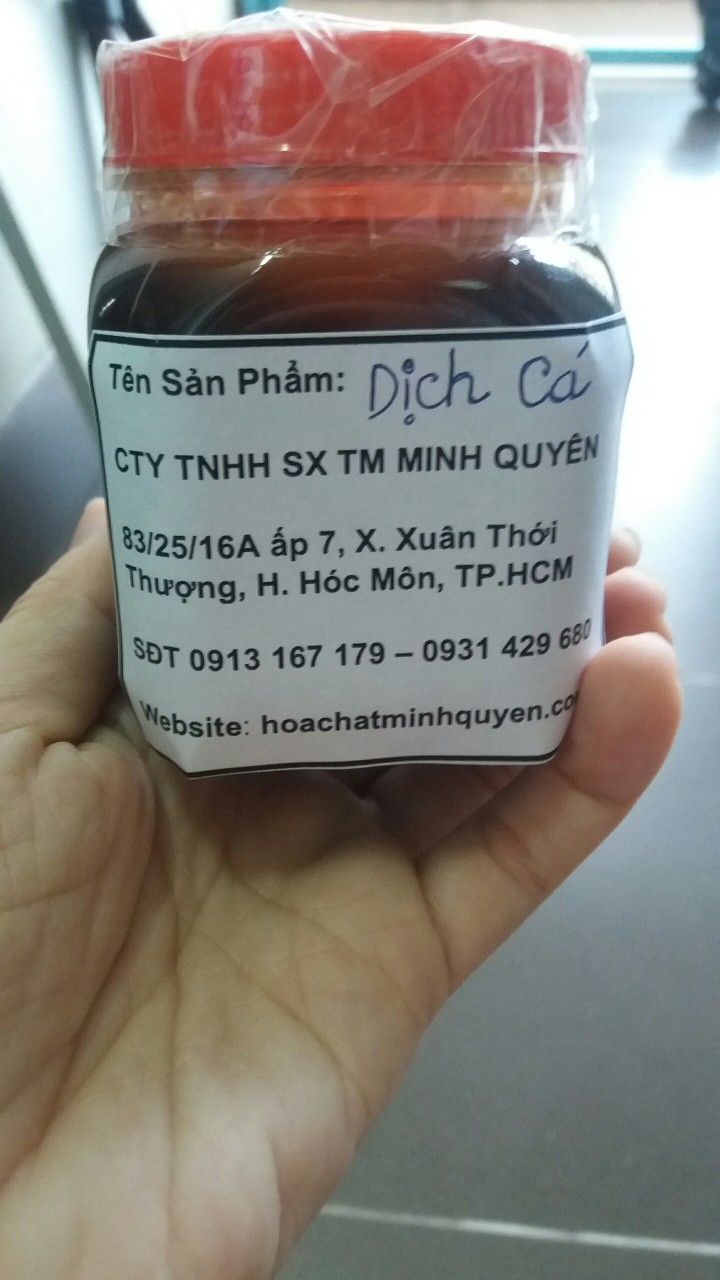 Tên Sản Phẩm: Dịch Cá
CTY TNHH SX TM MINH QUYÊN
83/25/16A ấp 7, X. Xuân Thới
Thượng, H. Hóc Môn, TP.HCM
SĐT 0913 167 179 – 0931 429 680
Website: hoachatminhquyen.co